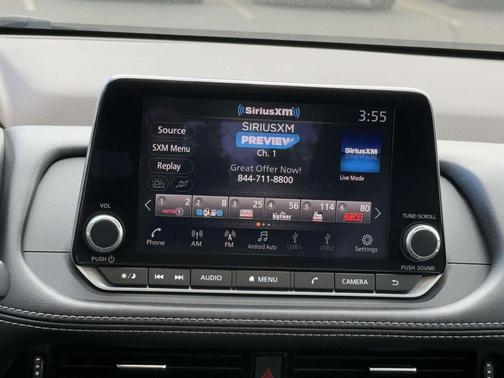 SiriusXM
3:55
Source
SIRIUSXM
PREVIEW
SXM Menu
Ch. 1
SIRIUSXM
Replay
Great Offer Now!
844-711-8800
Live Mode
1 2 2 8 3 25 4 56 5 114 6 80
VOL
TUNE·SCROLL
Phone AM FM Android Auto USB1 USB2 Settings
PUSH
PUSH SOUND
AUDIO MENU CAMERA